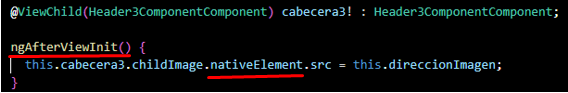 @ViewChild(Header3ComponentComponent) cabecera3! : Header3ComponentComponent;
ngAfterViewInit() {
this.cabecera3.childImage.nativeElement.src = this.direccionImagen;
}